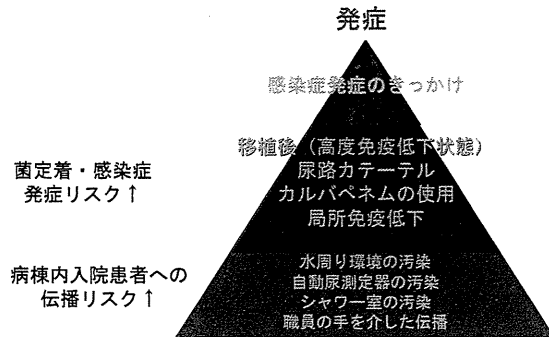 発症
感染症発症のきっかけ
移植後（高度免疫低下状態）
尿路カテーテル
カルバペネムの使用
局所免疫低下
菌定着・感染症
発症リスク↑
水周り環境の汚染
自動尿測定器の汚染
シャワー室の汚染
職員の手を介した伝播
病棟内入院患者への
伝播リスク↑